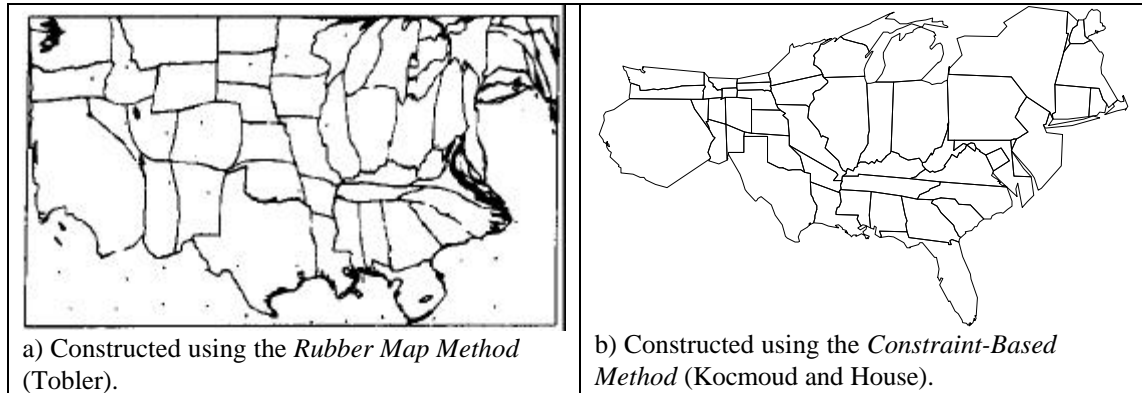 a) Constructed using the Rubber Map Method
(Tobler).
b) Constructed using the Constraint-Based
Method (Kocmoud and House).